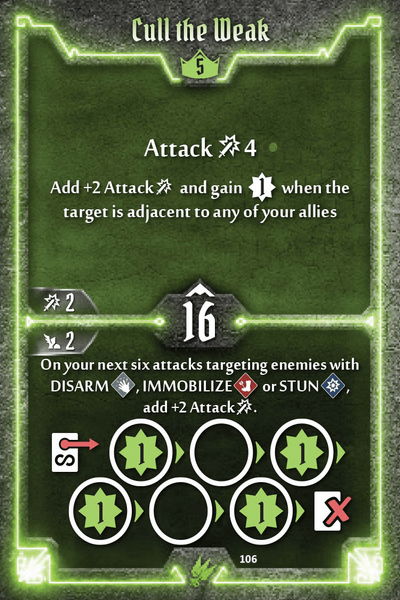 Cull the Weak
5
Attack 4
Add +2 Attack and gain 1 when the
target is adjacent to any of your allies
2
16
2
On your next six attacks targeting enemies with
DISARM , IMMOBILIZE or STUN ,
add +2 Attack .
1 1
1 1
106